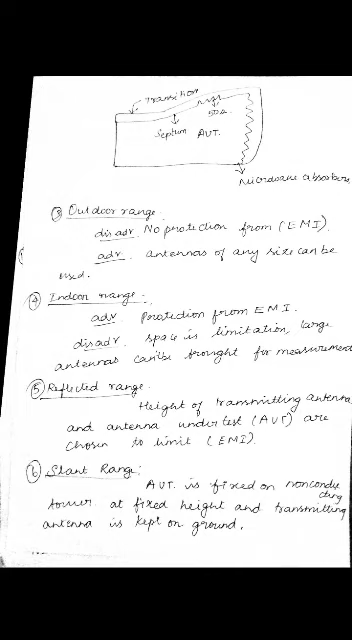 Transition
50Ω
Septum AUT.
Microwave absorbers
③ Outdoor range.
disadv. No protection from (EMI).
adv. antennas of any size can be
used.
④ Indoor range.
adv protection from EMI.
disadv. space is limitation, large
antennas can't be brought for measurement
⑤ Reflected range.
Height of transmitting antenna
and antenna under test (AUT) are
chosen to limit (EMI).
⑥ Slant Range:
AUT. is fixed on nonconducting
tower at fixed height and transmitting
antenna is kept on ground.